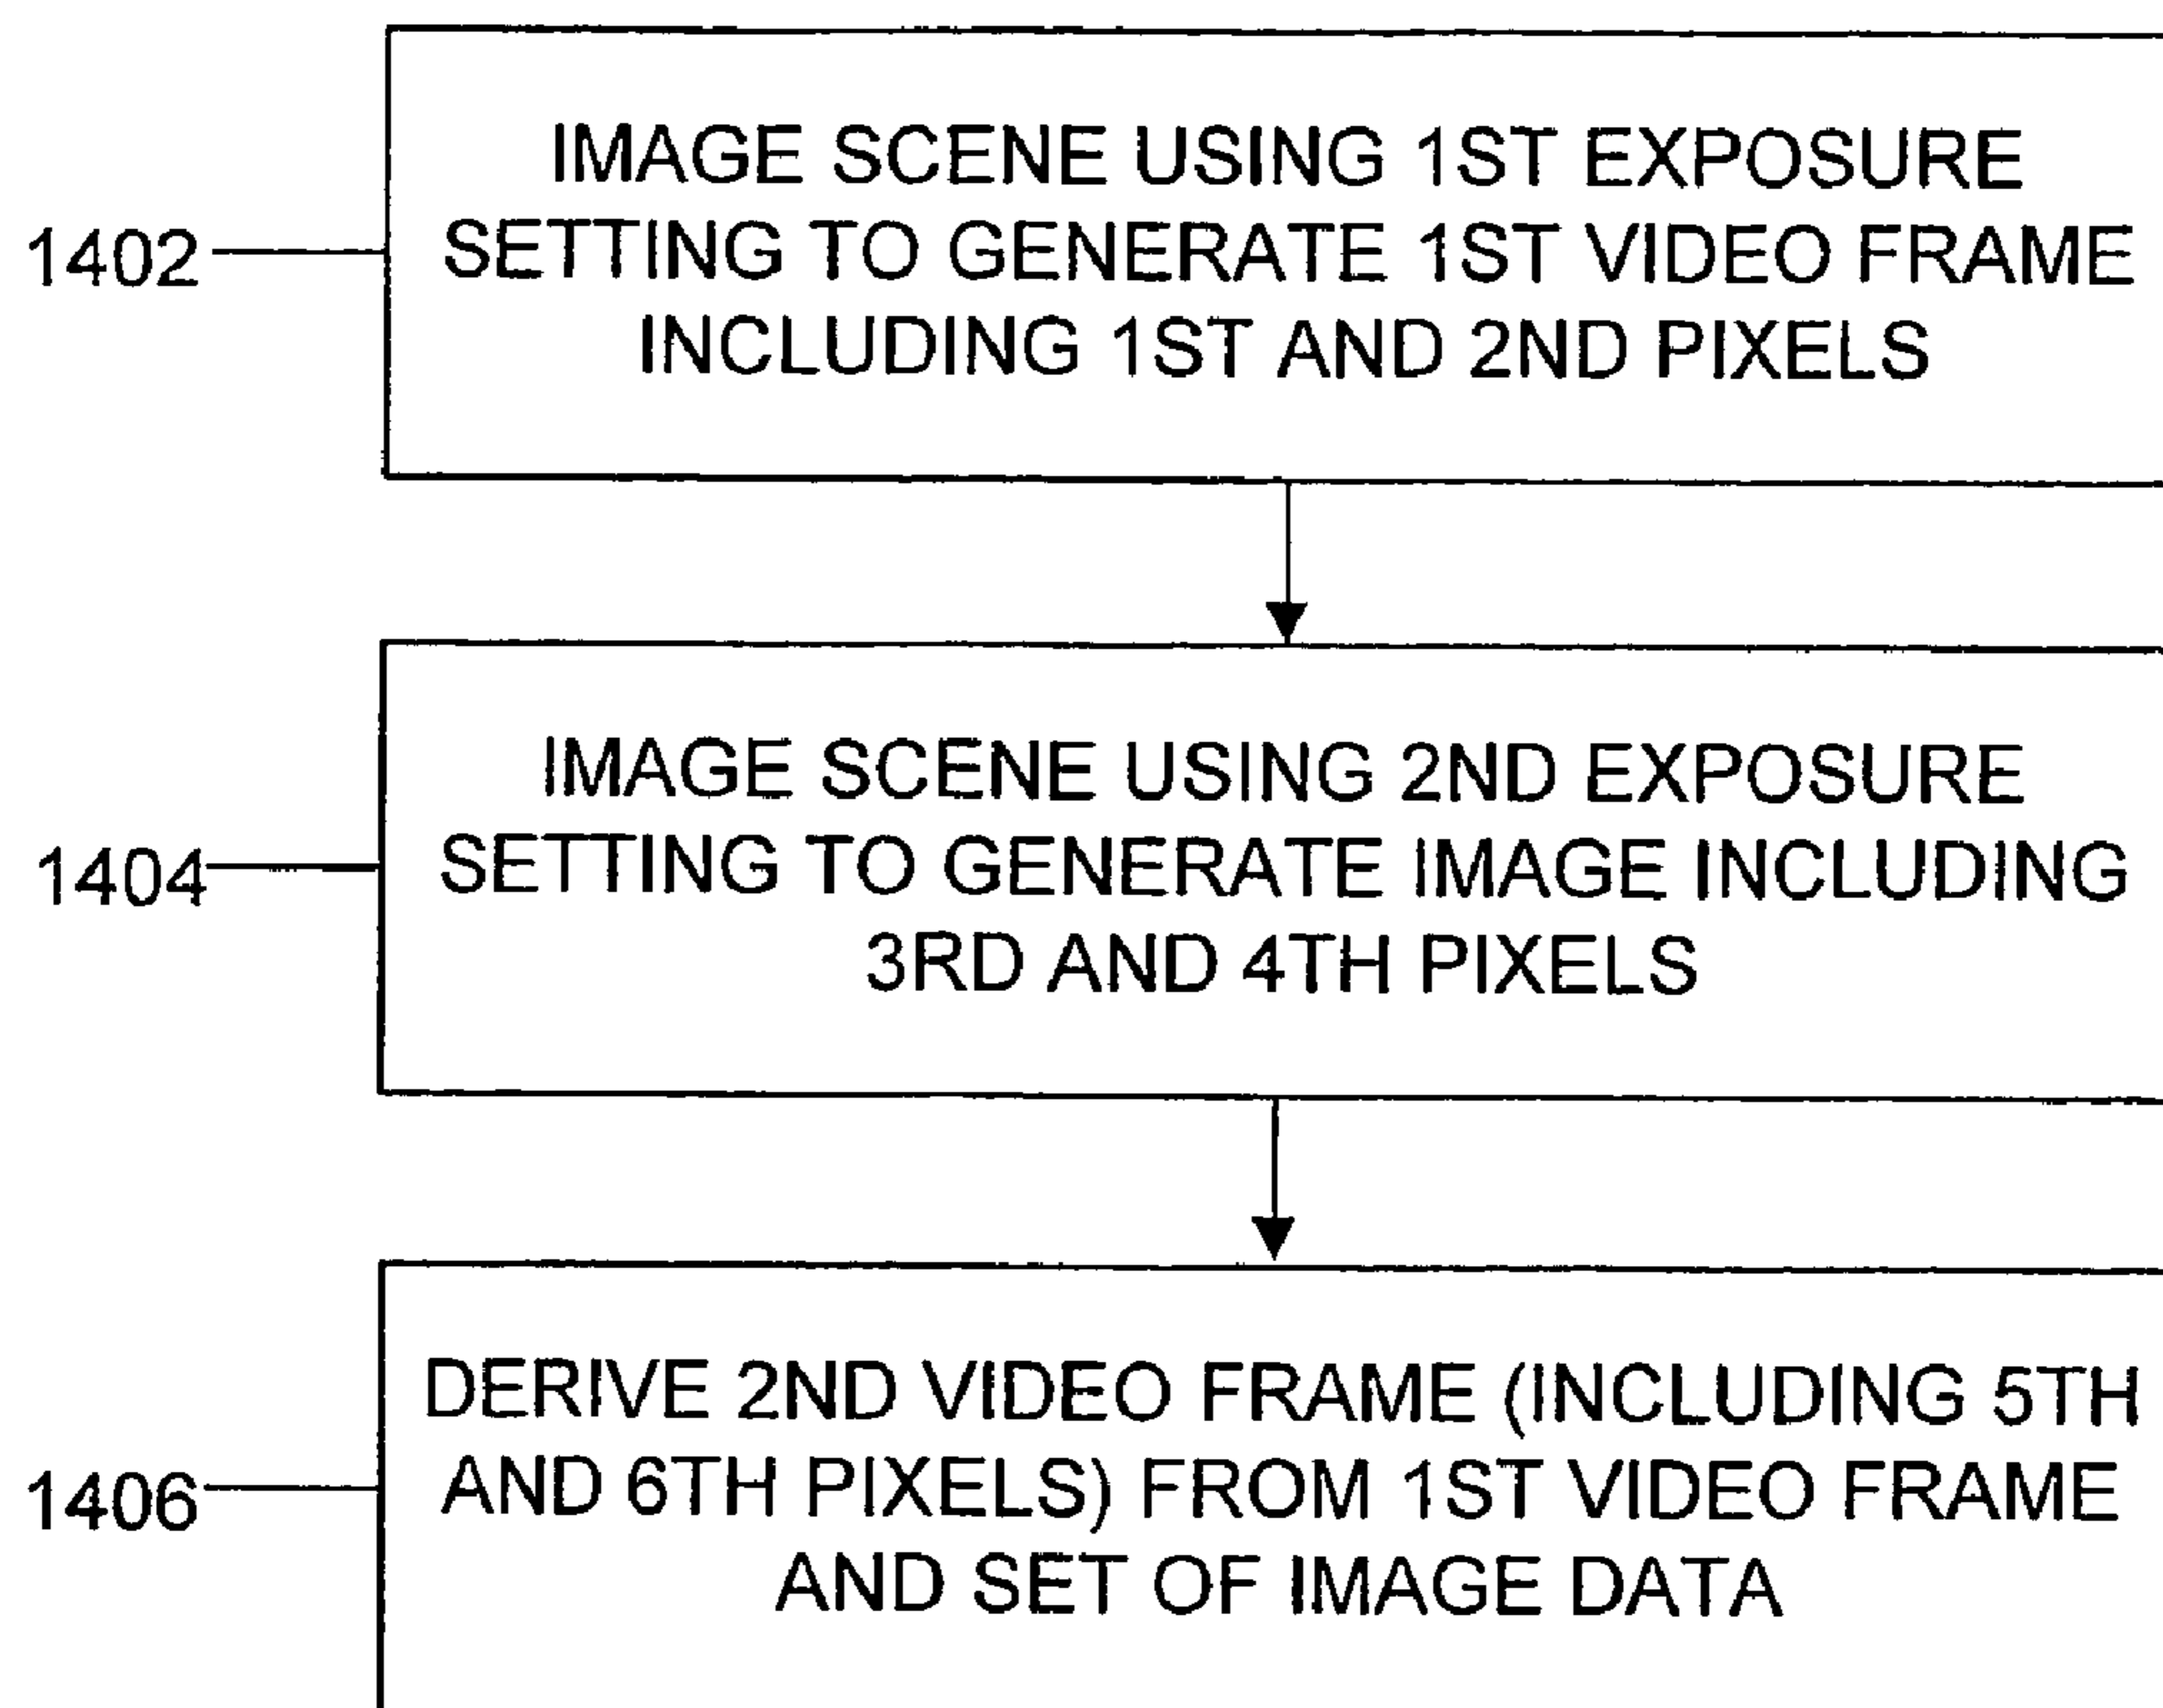 IMAGE SCENE USING 1ST EXPOSURE
SETTING TO GENERATE 1ST VIDEO FRAME
INCLUDING 1ST AND 2ND PIXELS
1402
IMAGE SCENE USING 2ND EXPOSURE
SETTING TO GENERATE IMAGE INCLUDING
3RD AND 4TH PIXELS
1404
DERIVE 2ND VIDEO FRAME (INCLUDING 5TH
AND 6TH PIXELS) FROM 1ST VIDEO FRAME
AND SET OF IMAGE DATA
1406